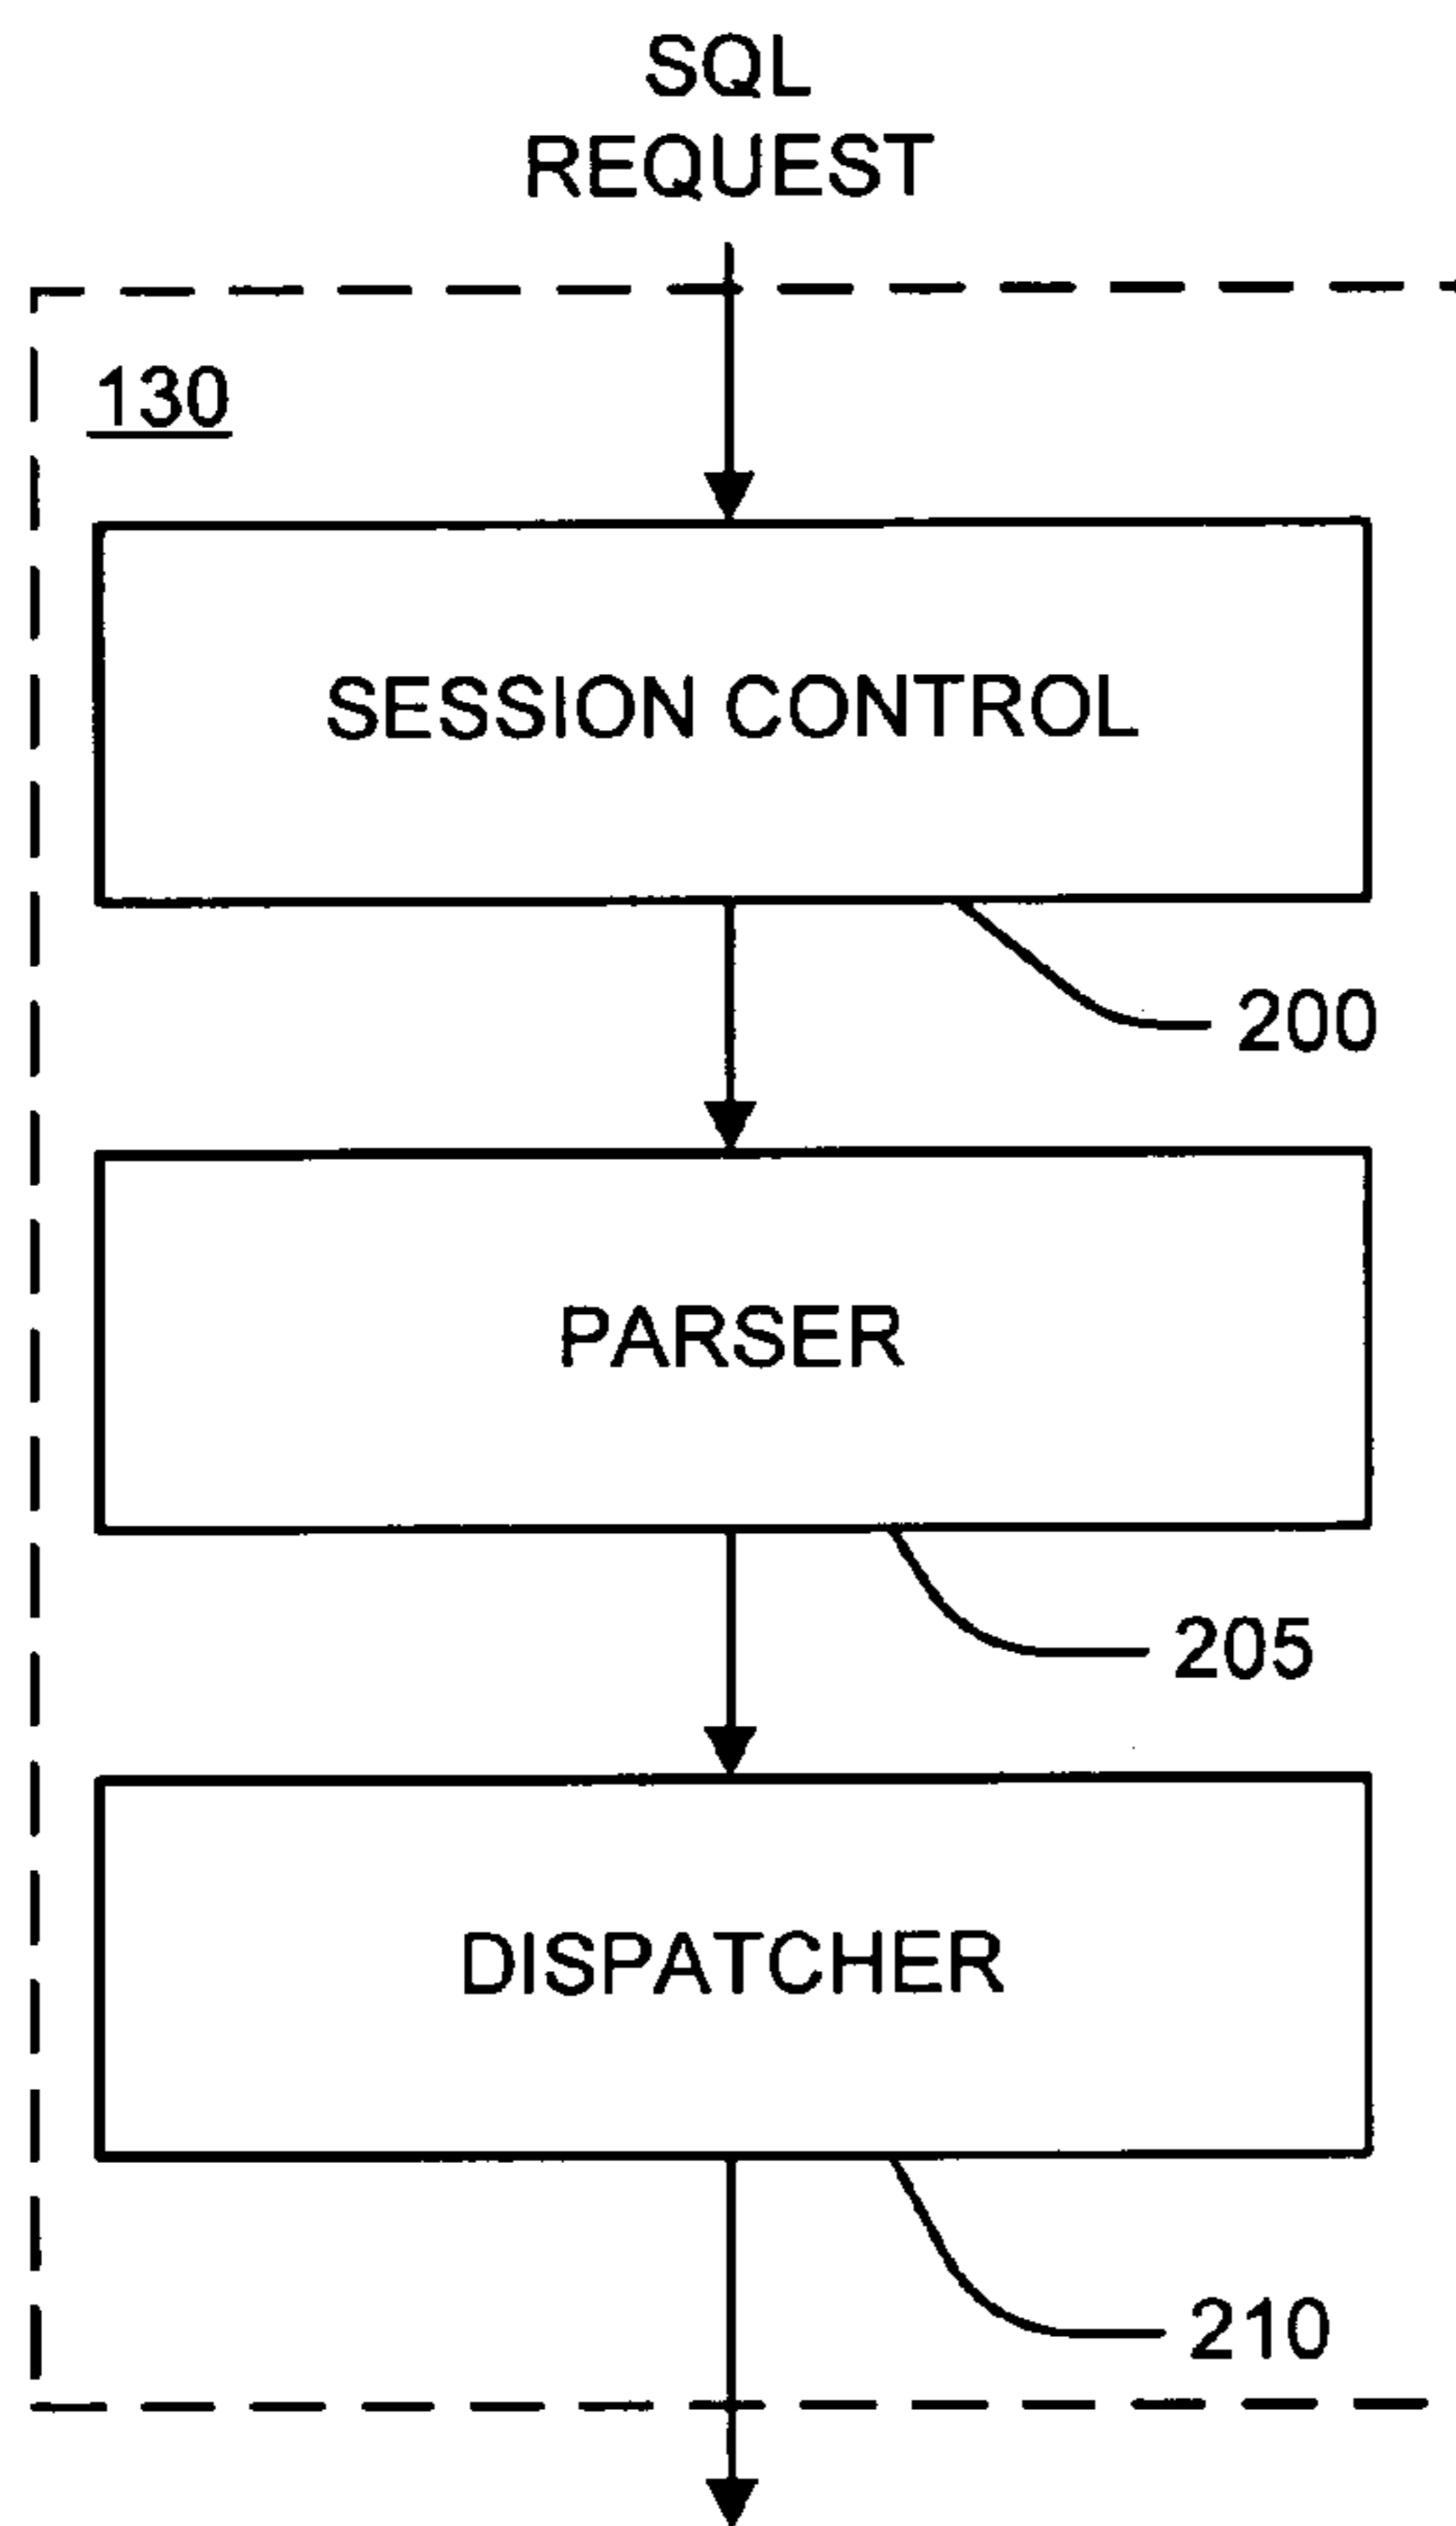 SQL
REQUEST
130
SESSION CONTROL
200
PARSER
205
DISPATCHER
210